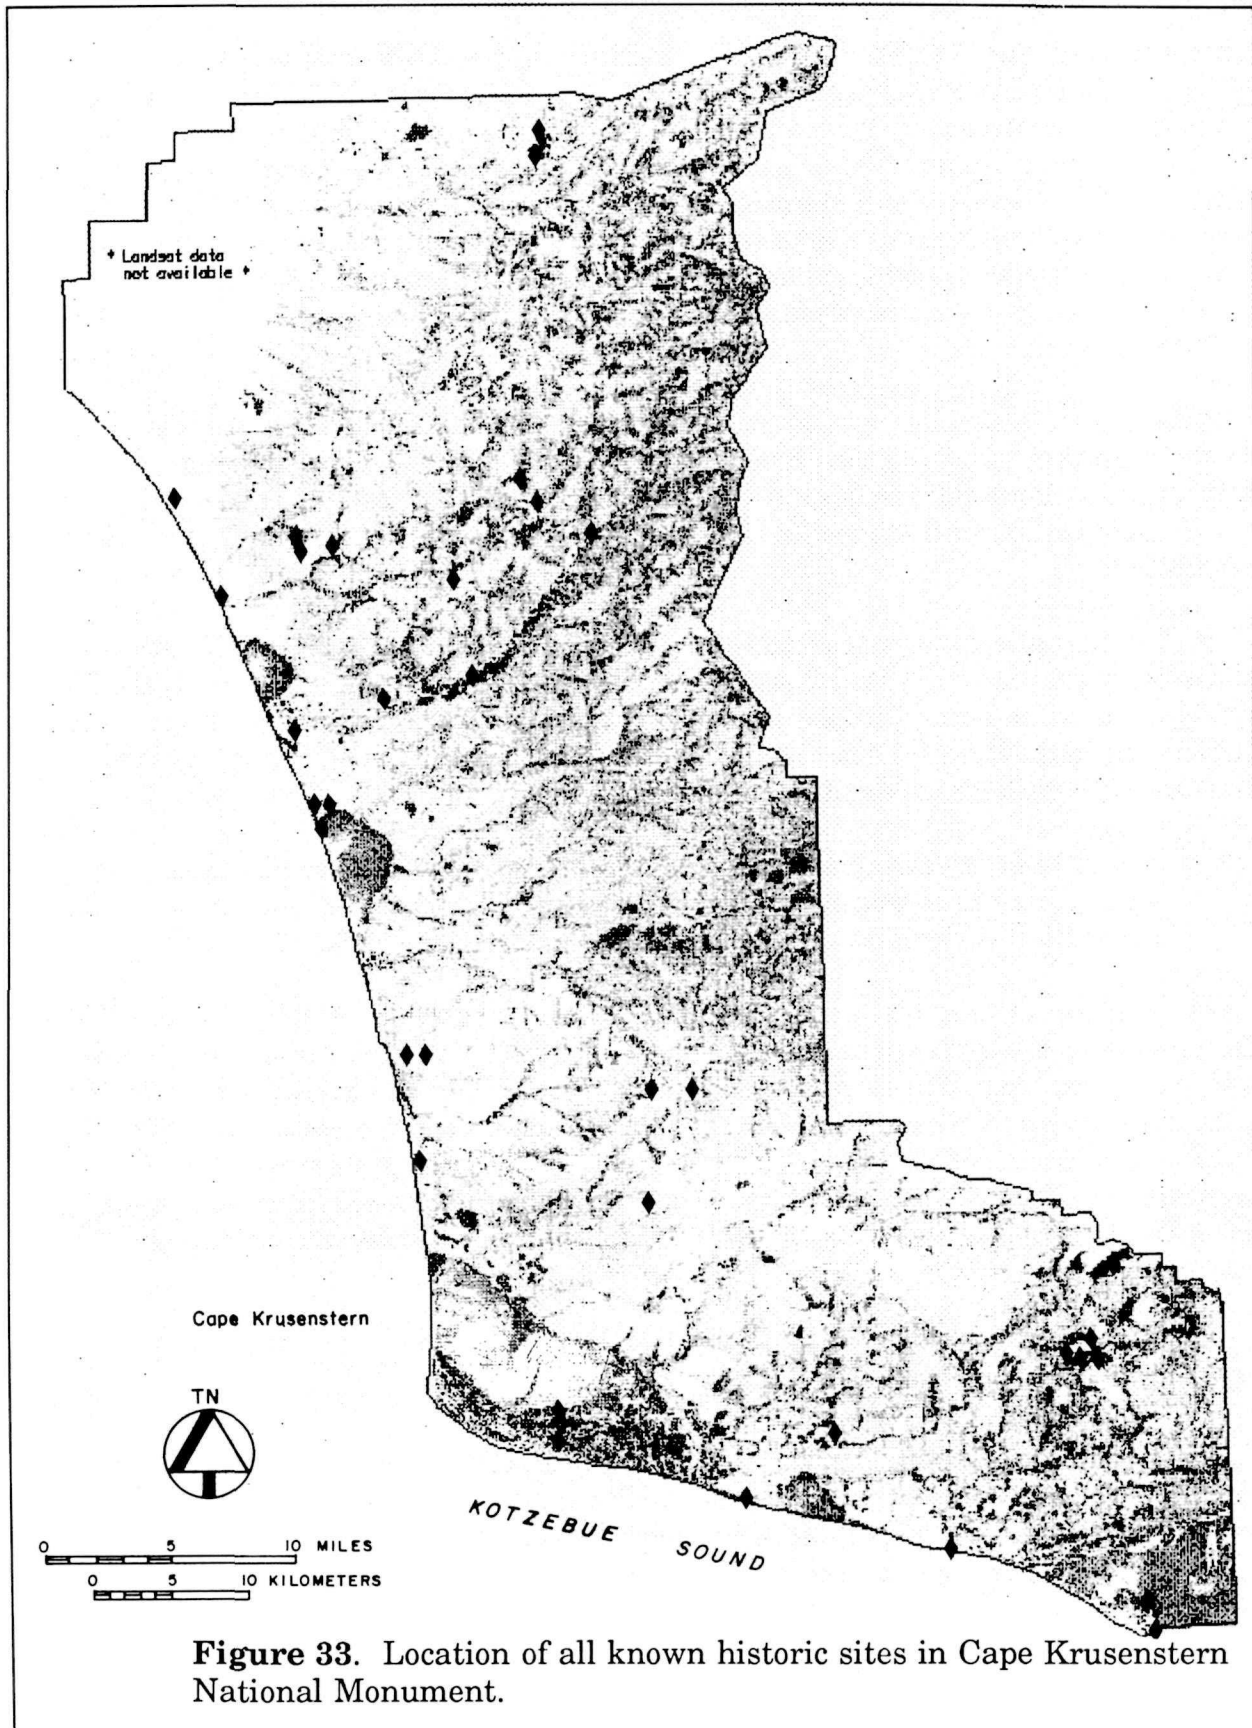 * Landsat data
not available *
Cape Krusenstern
TN
KOTZEBUE SOUND
0 5 10 MILES
0 5 10 KILOMETERS
Figure 33. Location of all known historic sites in Cape Krusenstern
National Monument.